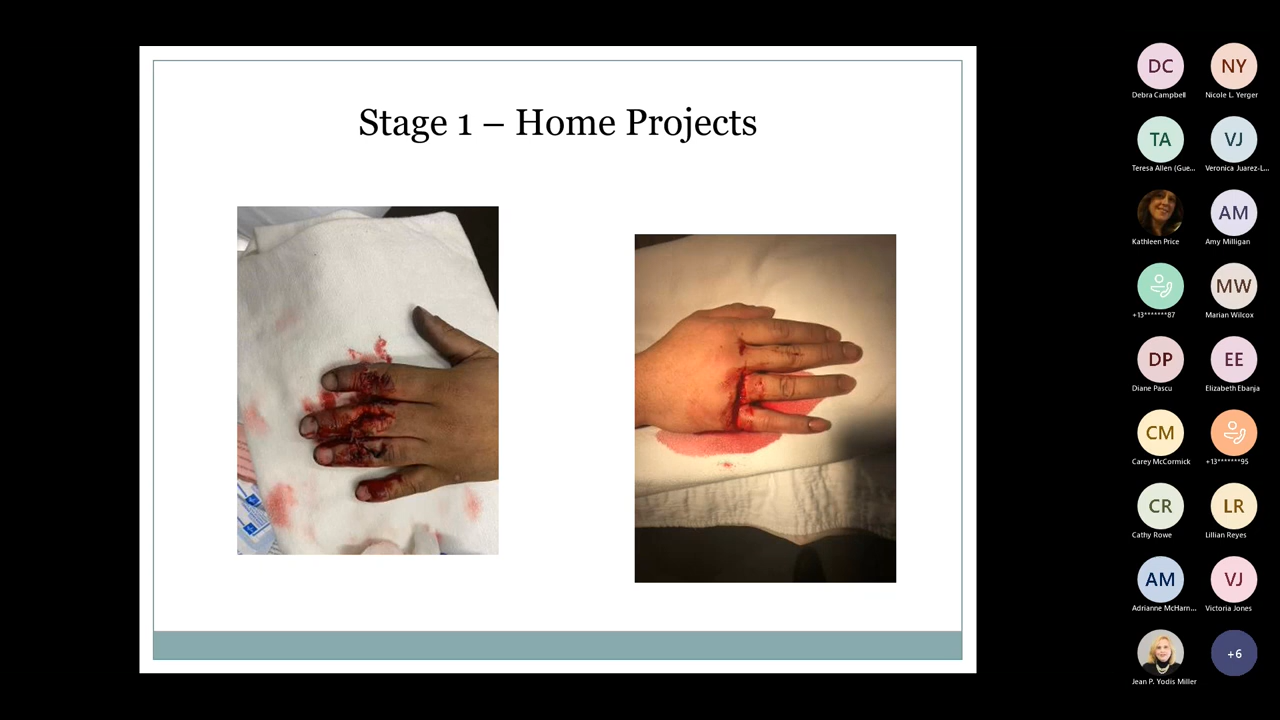 Stage 1 – Home Projects
DC
NY
Debra Campbell
Nicole L. Yerger
TA
VJ
Teresa Allen (Gue...
Veronica Juarez-L...
AM
Kathleen Price
Amy Milligan
MW
+13*******87
Marian Wilcox
DP
EE
Diane Pascu
Elizabeth Ebanja
CM
Carey McCormick
+13*******95
CR
LR
Cathy Rowe
Lillian Reyes
AM
VJ
Adrianne McHarn...
Victoria Jones
+6
Jean P. Yodis Miller